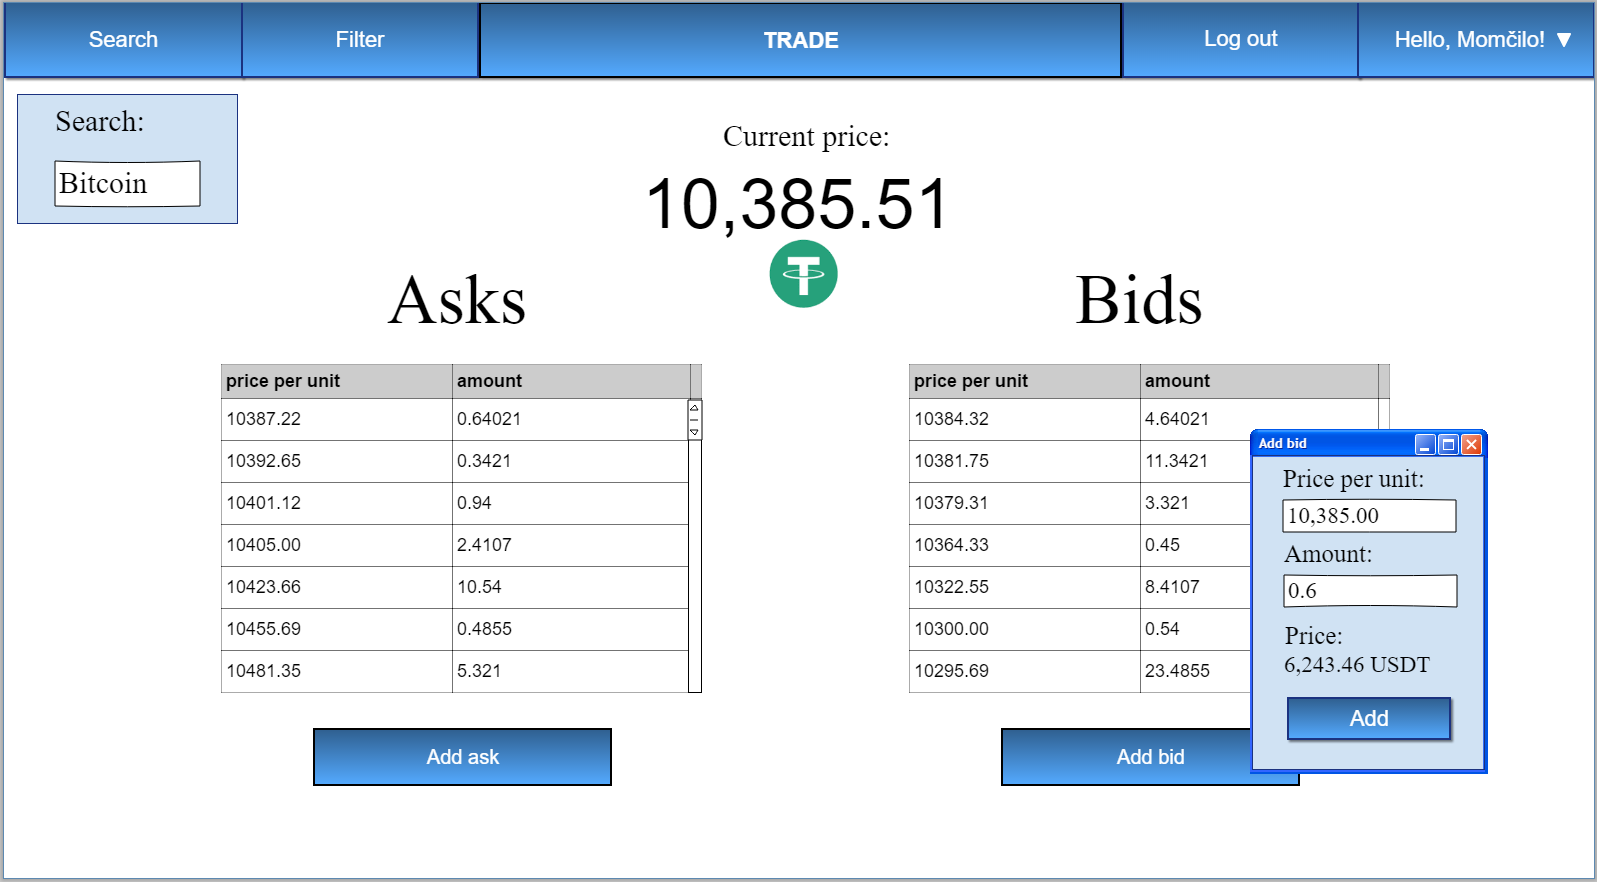 Search
Filter
TRADE
Log out
Hello, Momčilo! ▼
Search:
Bitcoin
Current price:
10,385.51
Asks
Bids
price per unit amount
10387.22 0.64021
10392.65 0.3421
10401.12 0.94
10405.00 2.4107
10423.66 10.54
10455.69 0.4855
10481.35 5.321
Add ask
price per unit amount
10384.32 4.64021
10381.75 11.3421
10379.31 3.321
10364.33 0.45
10322.55 8.4107
10300.00 0.54
10295.69 23.4855
Add bid
Add bid
Price per unit:
10,385.00
Amount:
0.6
Price:
6,243.46 USDT
Add